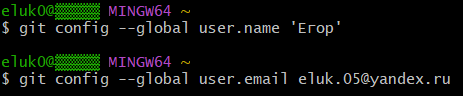 eluk0@▒▒▒▒▒ MINGW64 ~
$ git config --global user.name 'Егор'
eluk0@▒▒▒▒▒ MINGW64 ~
$ git config --global user.email eluk.05@yandex.ru